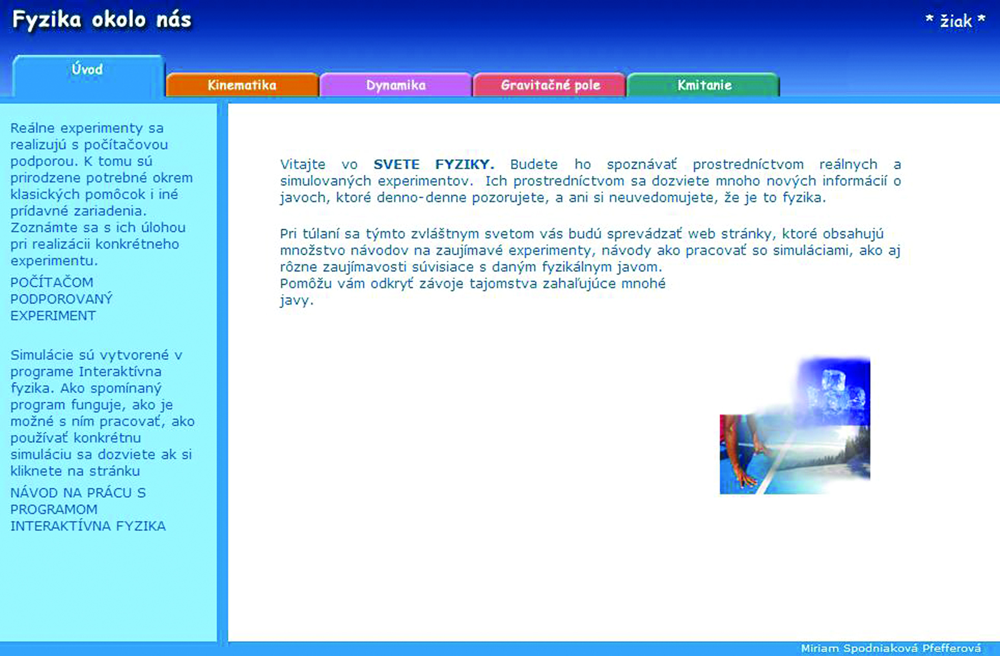 Fyzika okolo nás
* žiak *
Úvod
Kinematika
Dynamika
Gravitačné pole
Kmitanie
Reálne experimenty sa
realizujú s počítačovou
podporou. K tomu sú
prirodzene potrebné okrem
klasických pomôcok i iné
prídavné zariadenia.
Zoznámte sa s ich úlohou
pri realizácii konkrétneho
experimentu.
POČÍTAČOM
PODPOROVANÝ
EXPERIMENT
Simulácie sú vytvorené v
programe Interaktívna
fyzika. Ako spomínaný
program funguje, ako je
možné s ním pracovať, ako
používať konkrétnu
simuláciu sa dozviete ak si
kliknete na stránku
NÁVOD NA PRÁCU S
PROGRAMOM
INTERAKTÍVNA FYZIKA
Vitajte vo SVETE FYZIKY. Budete ho spoznávať prostredníctvom reálnych a
simulovaných experimentov. Ich prostredníctvom sa dozviete mnoho nových informácií o
javoch, ktoré denno-denne pozorujete, a ani si neuvedomujete, že je to fyzika.
Pri túlaní sa týmto zvláštnym svetom vás budú sprevádzať web stránky, ktoré obsahujú
množstvo návodov na zaujímavé experimenty, návody ako pracovať so simuláciami, ako aj
rôzne zaujímavosti súvisiace s daným fyzikálnym javom.
Pomôžu vám odkryť závoje tajomstva zahaľujúce mnohé
javy.
Miriam Spodniaková Pfefferová